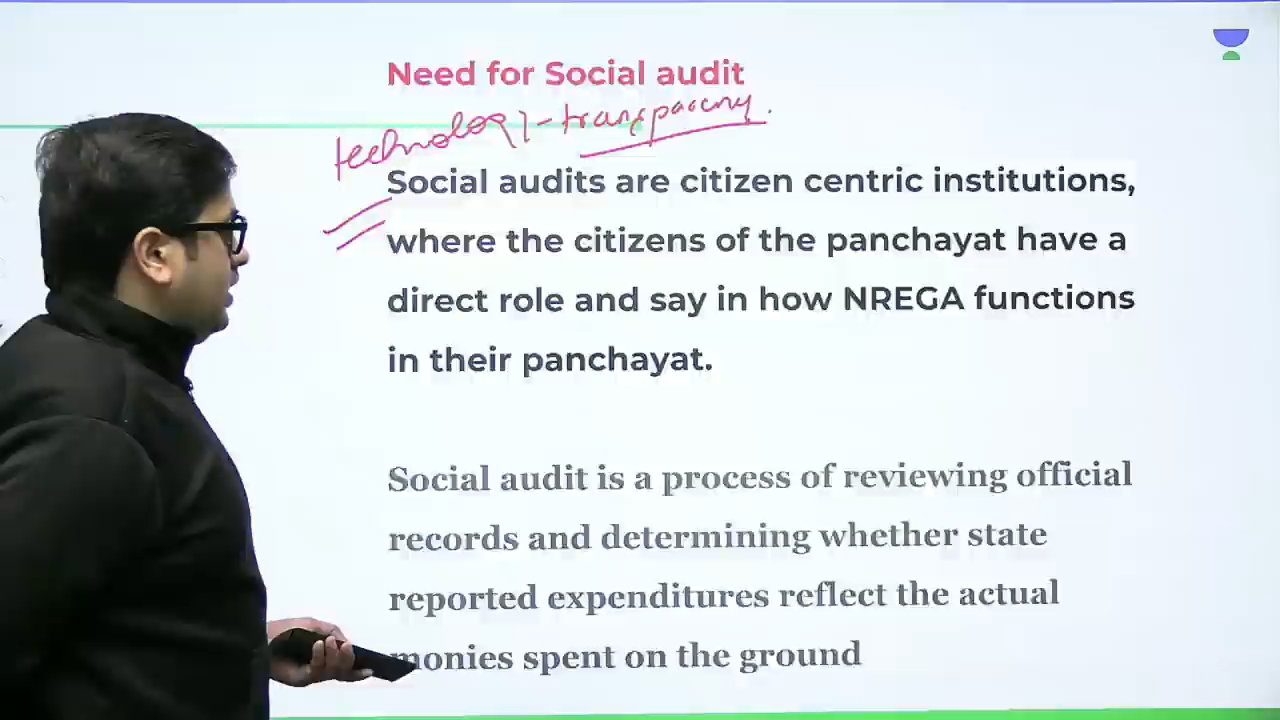 Need for Social audit
technology - transparency.
Social audits are citizen centric institutions,
where the citizens of the panchayat have a
direct role and say in how NREGA functions
in their panchayat.
Social audit is a process of reviewing official
records and determining whether state
reported expenditures reflect the actual
monies spent on the ground